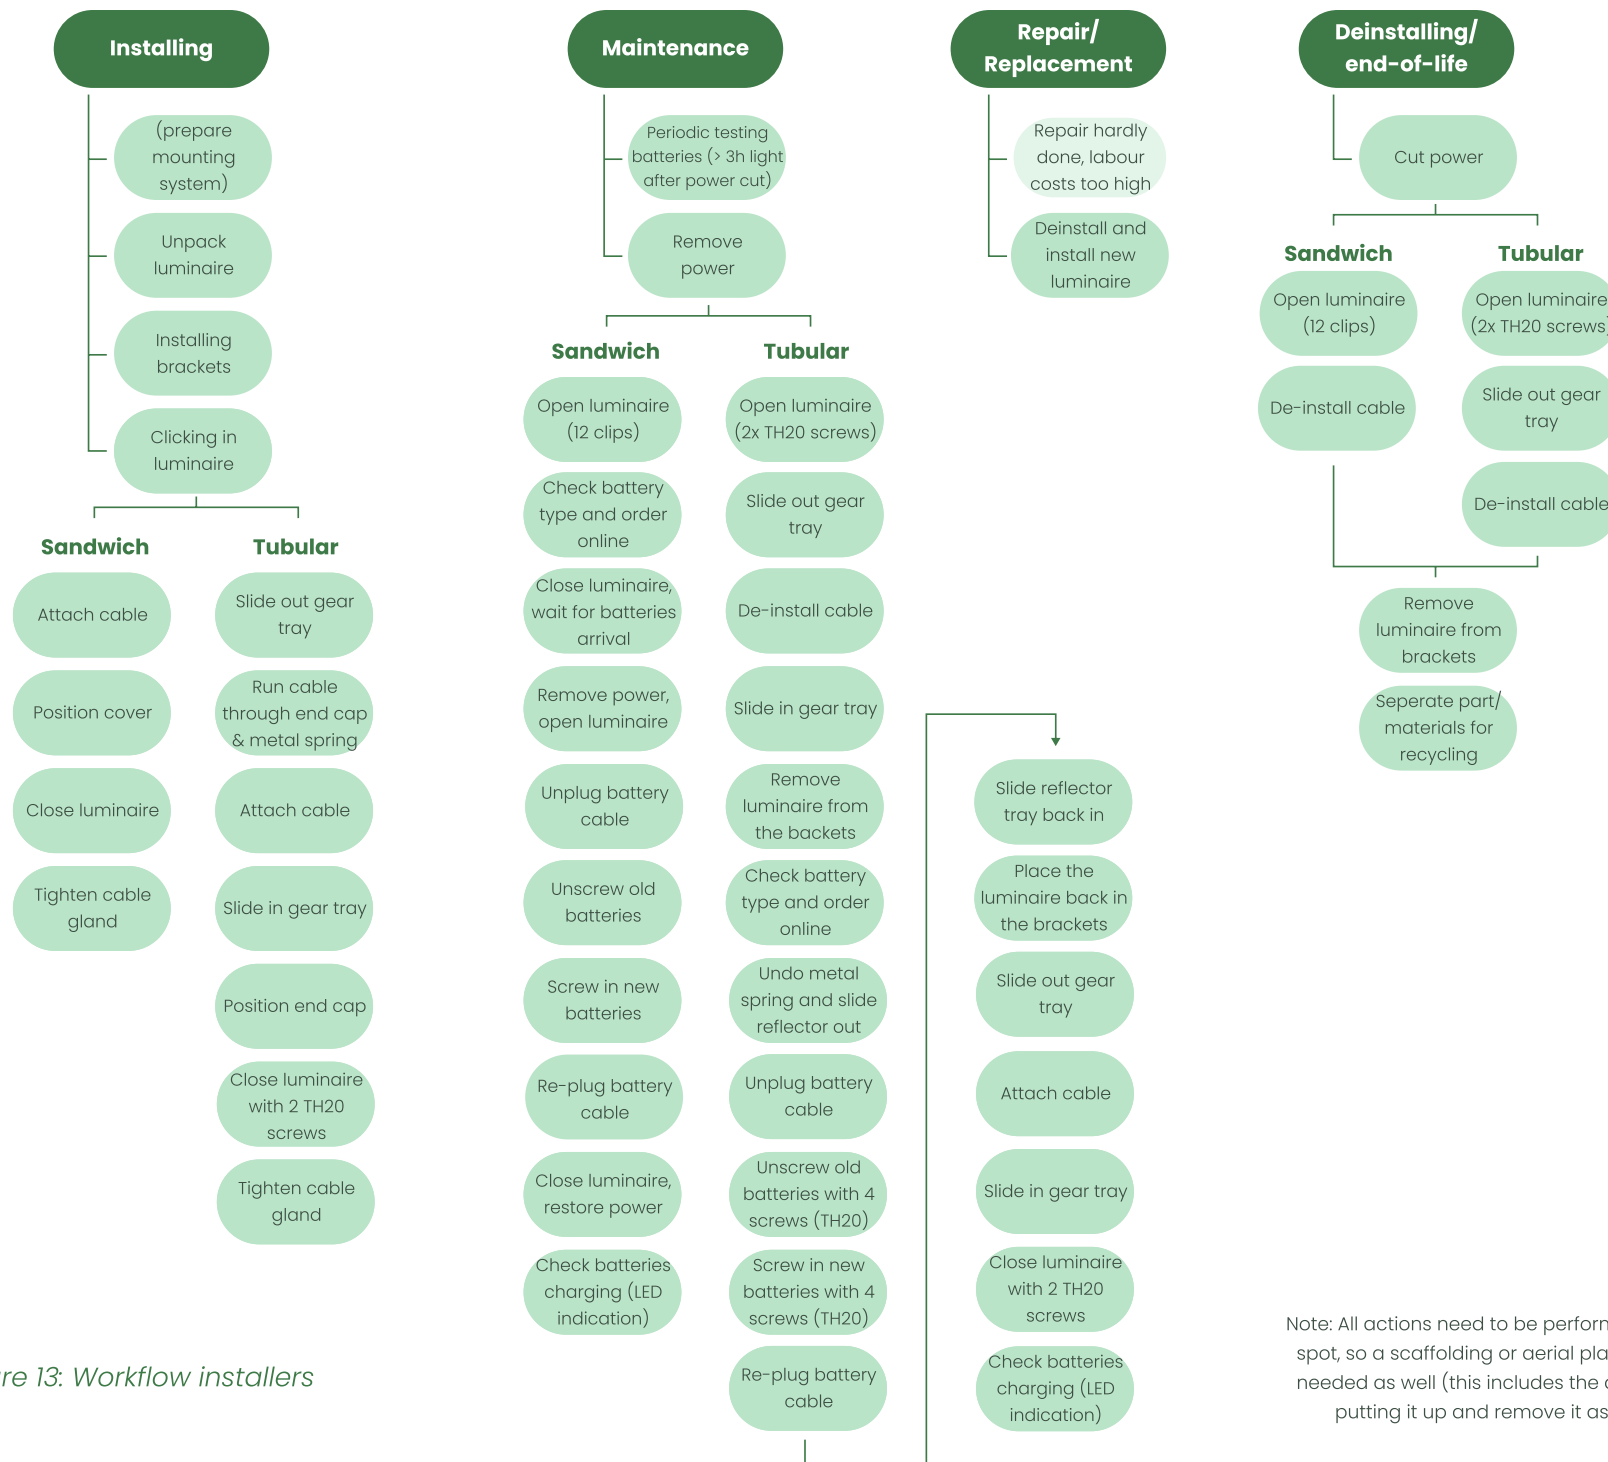 Installing
(prepare
mounting
system)
Unpack
luminaire
Installing
brackets
Clicking in
luminaire
Sandwich
Attach cable
Position cover
Close luminaire
Tighten cable
gland
Tubular
Slide out gear
tray
Run cable
through end cap
& metal spring
Attach cable
Slide in gear tray
Position end cap
Close luminaire
with 2 TH20
screws
Tighten cable
gland
Maintenance
Periodic testing
batteries (> 3h light
after power cut)
Remove
power
Sandwich
Open luminaire
(12 clips)
Check battery
type and order
online
Close luminaire,
wait for batteries
arrival
Remove power,
open luminaire
Unplug battery
cable
Unscrew old
batteries
Screw in new
batteries
Re-plug battery
cable
Close luminaire,
restore power
Check batteries
charging (LED
indication)
Tubular
Open luminaire
(2x TH20 screws)
Slide out gear
tray
De-install cable
Slide in gear tray
Remove
luminaire from
the backets
Check battery
type and order
online
Undo metal
spring and slide
reflector out
Unplug battery
cable
Unscrew old
batteries with 4
screws (TH20)
Screw in new
batteries with 4
screws (TH20)
Re-plug battery
cable
Slide reflector
tray back in
Place the
luminaire back in
the brackets
Slide out gear
tray
Attach cable
Slide in gear tray
Close luminaire
with 2 TH20
screws
Check batteries
charging (LED
indication)
Repair/
Replacement
Repair hardly
done, labour
costs too high
Deinstall and
install new
luminaire
Deinstalling/
end-of-life
Cut power
Sandwich
Open luminaire
(12 clips)
De-install cable
Tubular
Open luminaire
(2x TH20 screws)
Slide out gear
tray
De-install cable
Remove
luminaire from
brackets
Seperate part/
materials for
recycling
Note: All actions need to be perform
spot, so a scaffolding or aerial pla
needed as well (this includes the
putting it up and remove it as
re 13: Workflow installers